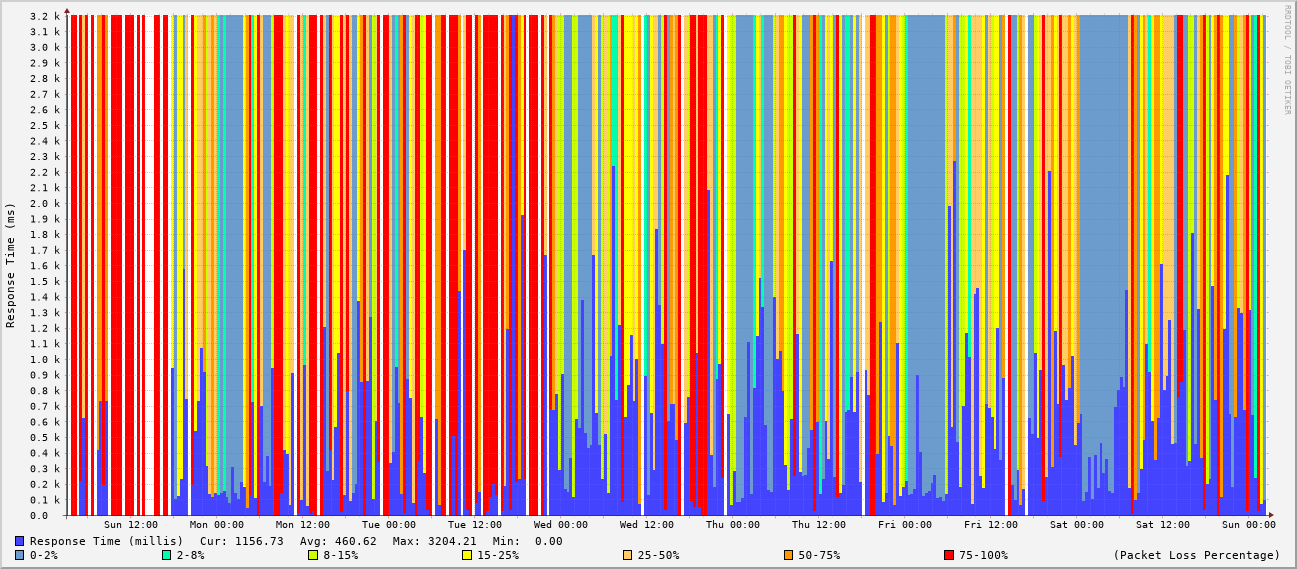 RRDTOOL / TOBI OETIKER
Response Time (ms)
3.2 k
3.1 k
3.0 k
2.9 k
2.8 k
2.7 k
2.6 k
2.5 k
2.4 k
2.3 k
2.2 k
2.1 k
2.0 k
1.9 k
1.8 k
1.7 k
1.6 k
1.5 k
1.4 k
1.3 k
1.2 k
1.1 k
1.0 k
0.9 k
0.8 k
0.7 k
0.6 k
0.5 k
0.4 k
0.3 k
0.2 k
0.1 k
0.0
Sun 12:00 Mon 00:00 Mon 12:00 Tue 00:00 Tue 12:00 Wed 00:00 Wed 12:00 Thu 00:00 Thu 12:00 Fri 00:00 Fri 12:00 Sat 00:00 Sat 12:00 Sun 00:00
Response Time (millis) Cur: 1156.73 Avg: 460.62 Max: 3204.21 Min: 0.00
0-2% 2-8% 8-15% 15-25% 25-50% 50-75% 75-100% (Packet Loss Percentage)